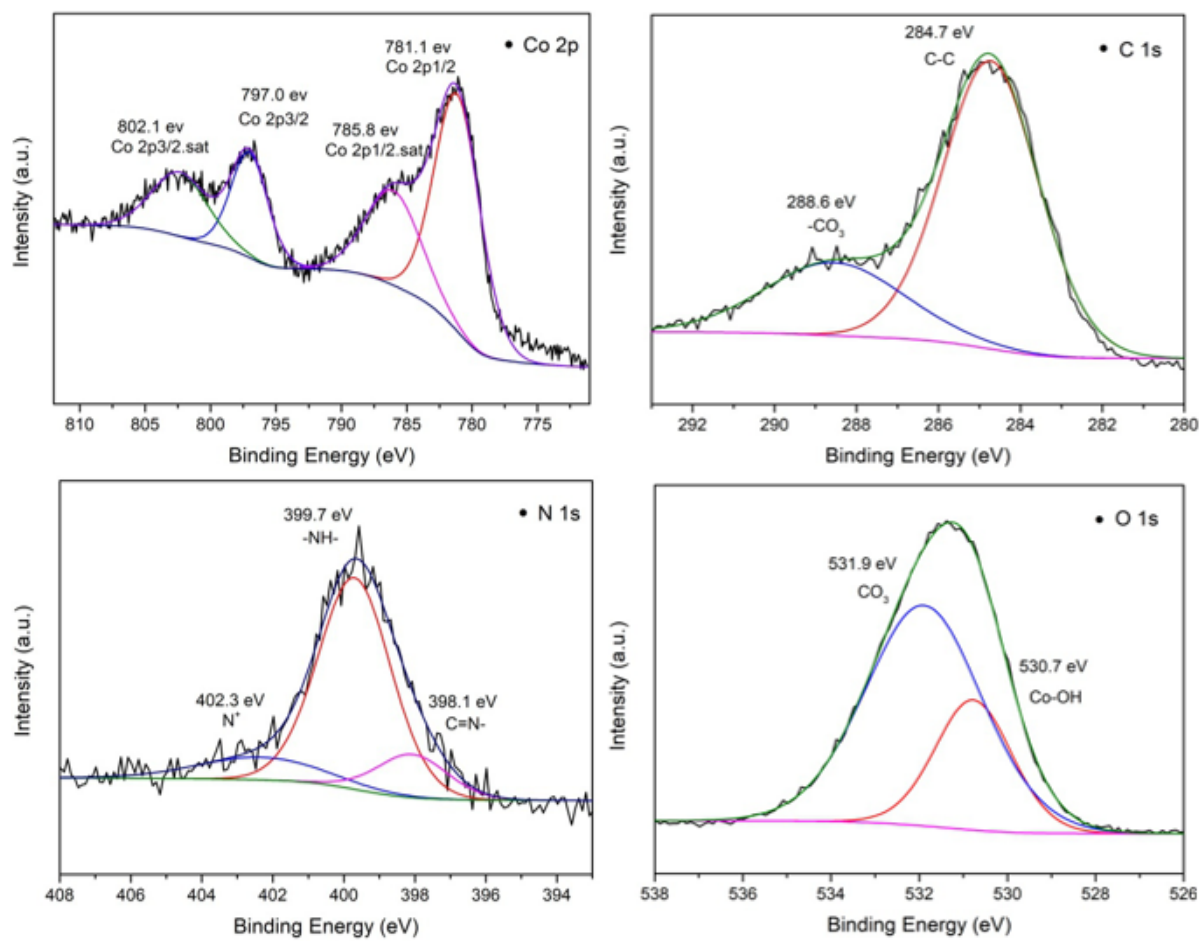 • Co 2p
781.1 ev
Co 2p1/2
797.0 ev
Co 2p3/2
802.1 ev
Co 2p3/2.sat
785.8 ev
Co 2p1/2.sat
Intensity (a.u.)
810 805 800 795 790 785 780 775
Binding Energy (eV)
• C 1s
284.7 eV
C-C
288.6 eV
-CO₃
Intensity (a.u.)
292 290 288 286 284 282 280
Binding Energy (eV)
• N 1s
399.7 eV
-NH-
402.3 eV
N⁺
398.1 eV
C=N-
Intensity (a.u.)
408 406 404 402 400 398 396 394
Binding Energy (eV)
• O 1s
531.9 eV
CO₃
530.7 eV
Co-OH
Intensity (a.u.)
538 536 534 532 530 528 526
Binding Energy (eV)